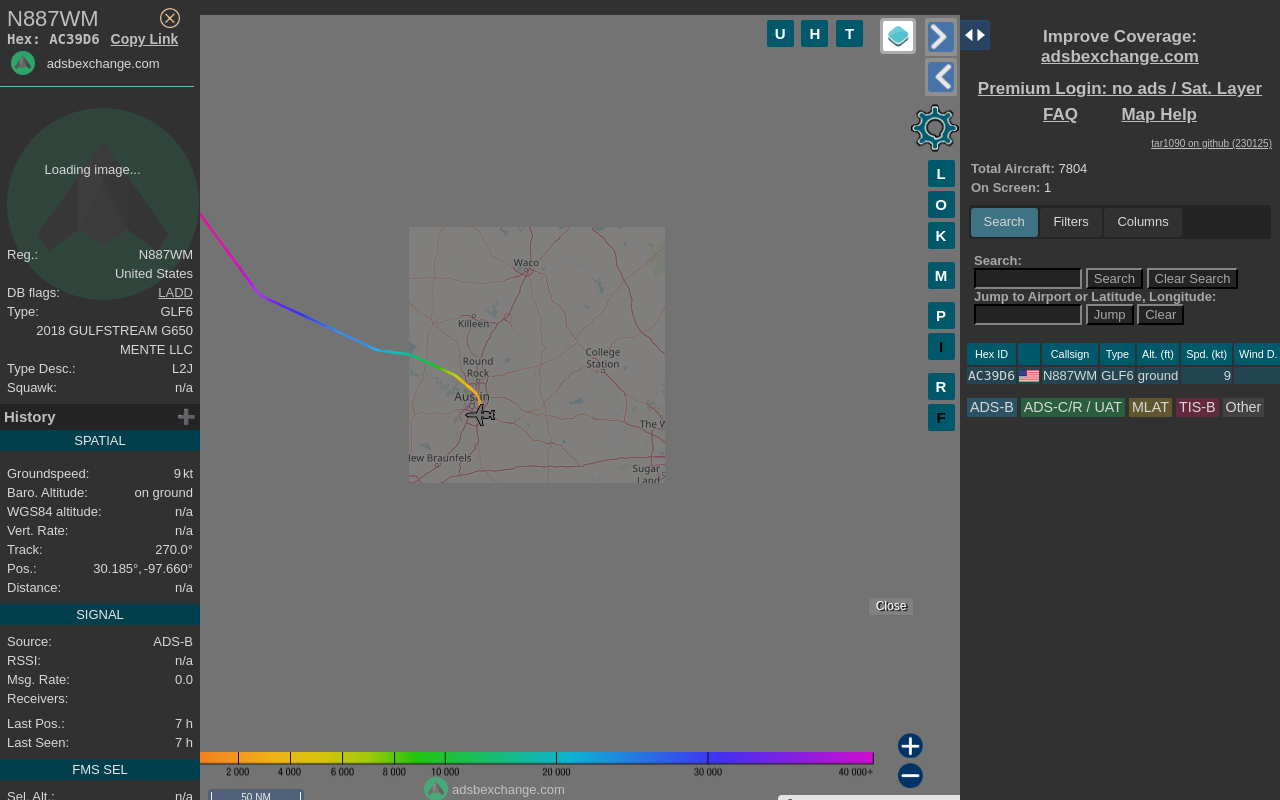 N887WM
Hex: AC39D6 Copy Link
adsbexchange.com
Loading image...
Reg.: N887WM
United States
DB flags: LADD
Type: GLF6
2018 GULFSTREAM G650
MENTE LLC
Type Desc.: L2J
Squawk: n/a
History
SPATIAL
Groundspeed: 9 kt
Baro. Altitude: on ground
WGS84 altitude: n/a
Vert. Rate: n/a
Track: 270.0°
Pos.: 30.185°, -97.660°
Distance: n/a
SIGNAL
Source: ADS-B
RSSI: n/a
Msg. Rate: 0.0
Receivers:
Last Pos.: 7 h
Last Seen: 7 h
FMS SEL
Sel. Alt.: n/a
U H T
L
O
K
M
P
I
R
F
Waco
Killeen
College
Station
Round
Rock
Austin
The W
New Braunfels
Sugar
Land
Close
2 000 4 000 6 000 8 000 10 000 20 000 30 000 40 000+
adsbexchange.com
50 NM
Improve Coverage:
adsbexchange.com
Premium Login: no ads / Sat. Layer
FAQ Map Help
tar1090 on github (230125)
Total Aircraft: 7804
On Screen: 1
Search Filters Columns
Search:
Search Clear Search
Jump to Airport or Latitude, Longitude:
Jump Clear
Hex ID Callsign Type Alt. (ft) Spd. (kt) Wind D.
AC39D6 N887WM GLF6 ground 9
ADS-B ADS-C/R / UAT MLAT TIS-B Other